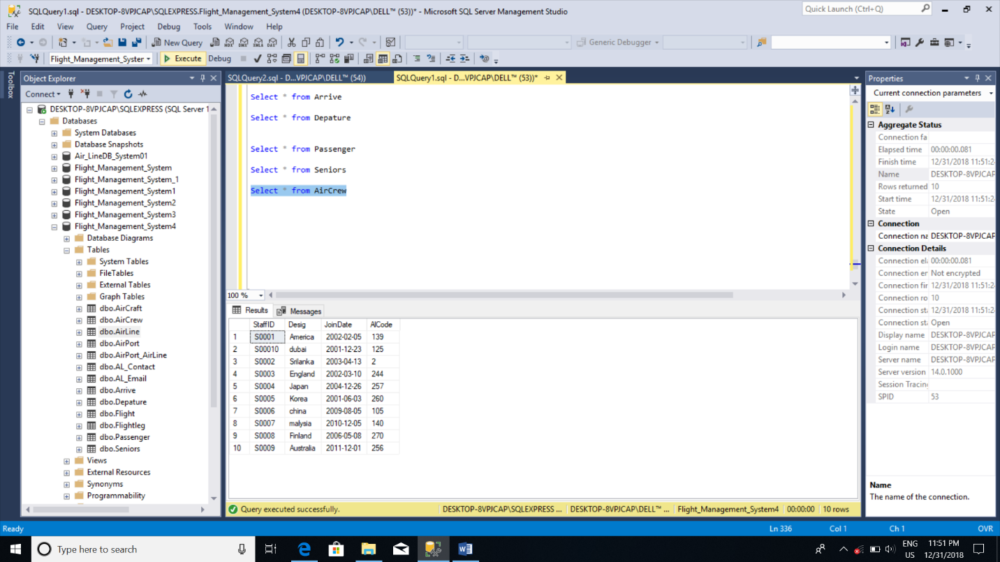 SQLQuery1.sql - DESKTOP-8VPJCAP\SQLEXPRESS.Flight_Management_System4 (DESKTOP-8VPJCAP\DELL™ (53))* - Microsoft SQL Server Management Studio
Quick Launch (Ctrl+Q)
File Edit View Query Project Debug Tools Window Help
New Query
MDX DMX XMLA DAX
Generic Debugger
Flight_Management_Syster Execute Debug
Toolbox
Object Explorer
Connect
DESKTOP-8VPJCAP\SQLEXPRESS (SQL Server 1
Databases
System Databases
Database Snapshots
Air_LineDB_System01
Flight_Management_System
Flight_Management_System_1
Flight_Management_System1
Flight_Management_System2
Flight_Management_System3
Flight_Management_System4
Database Diagrams
Tables
System Tables
FileTables
External Tables
Graph Tables
dbo.AirCraft
dbo.AirCrew
dbo.AirLine
dbo.AirPort
dbo.AirPort_AirLine
dbo.AL_Contact
dbo.AL_Email
dbo.Arrive
dbo.Depature
dbo.Flight
dbo.Flightleg
dbo.Passenger
dbo.Seniors
Views
External Resources
Synonyms
Programmability
SQLQuery2.sql - D...VPJCAP\DELL™ (54))
SQLQuery1.sql - D...VPJCAP\DELL™ (53))*
Select * from Arrive
Select * from Depature
Select * from Passenger
Select * from Seniors
Select * from AirCrew
100 %
Results Messages
StaffID Desig JoinDate AlCode
1 S0001 America 2002-02-05 139
2 S00010 dubai 2001-12-23 125
3 S0002 Srilanka 2003-04-13 2
4 S0003 England 2002-03-10 244
5 S0004 Japan 2004-12-26 257
6 S0005 Korea 2001-06-03 260
7 S0006 china 2009-08-05 105
8 S0007 malysia 2010-12-05 140
9 S0008 Finland 2006-05-08 270
10 S0009 Australia 2011-12-01 256
Query executed successfully.
DESKTOP-8VPJCAP\SQLEXPRESS ... DESKTOP-8VPJCAP\DELL™ ... Flight_Management_System4 00:00:00 10 rows
Properties
Current connection parameters
Aggregate Status
Connection fa
Elapsed time 00:00:00.081
Finish time 12/31/2018 11:51:2
Name DESKTOP-8VPJCAP
Rows returned 10
Start time 12/31/2018 11:51:2
State Open
Connection
Connection na DESKTOP-8VPJCAP
Connection Details
Connection el 00:00:00.081
Connection er Not encrypted
Connection fir 12/31/2018 11:51:2
Connection ro 10
Connection st 12/31/2018 11:51:2
Connection st Open
Display name DESKTOP-8VPJCAP
Login name DESKTOP-8VPJCAP
Server name DESKTOP-8VPJCAP
Server version 14.0.1000
Session Tracin
SPID 53
Name
The name of the connection.
Ready
Ln 336 Col 1 Ch 1 OVR
Type here to search
ENG
US
11:51 PM
12/31/2018